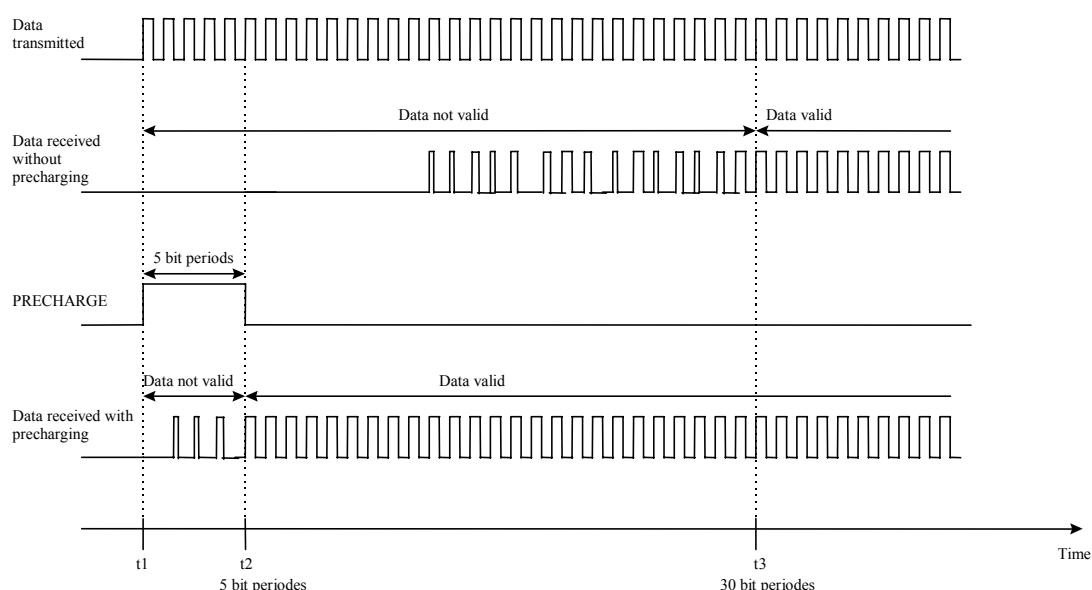 Data
transmitted
Data not valid
Data valid
Data received
without
precharging
5 bit periods
PRECHARGE
Data not valid
Data valid
Data received with
precharging
t1
t2
t3
Time
5 bit periodes
30 bit periodes